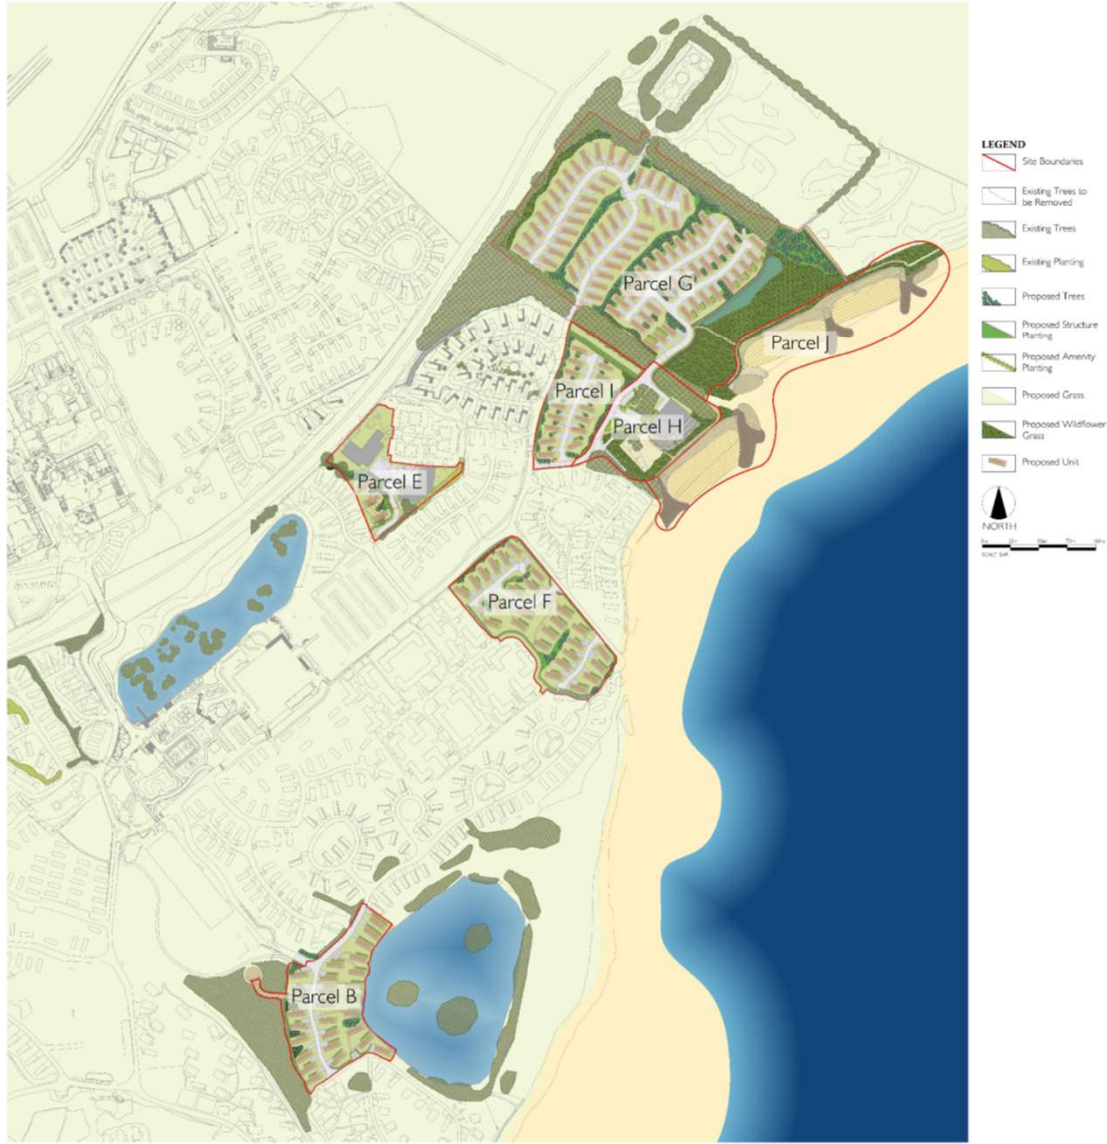 LEGEND
Site Boundaries
Existing Trees to
be Removed
Existing Trees
Existing Planting
Proposed Trees
Proposed Structure
Planting
Proposed Amenity
Planting
Proposed Grass
Proposed Wildflower
Grass
Proposed Unit
NORTH
Parcel G
Parcel J
Parcel I
Parcel H
Parcel E
Parcel F
Parcel B